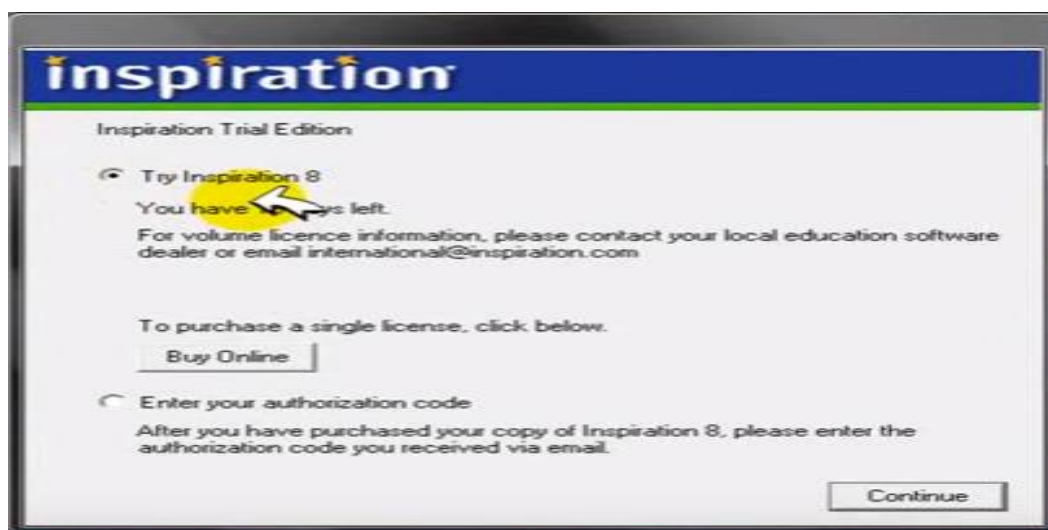 inspiration
Inspiration Trial Edition
Try Inspiration 8
You have left.
For volume licence information, please contact your local education software
dealer or email international@inspiration.com
To purchase a single license, click below.
Buy Online
Enter your authorization code
After you have purchased your copy of Inspiration 8, please enter the
authorization code you received via email.
Continue